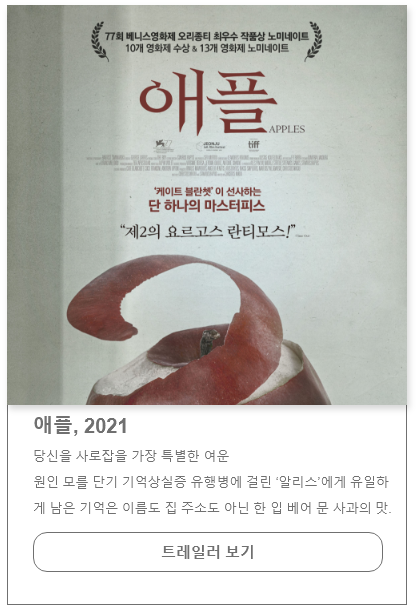 77회 베니스영화제 오리종티 최우수 작품상 노미네이트
10개 영화제 수상 & 13개 영화제 노미네이트
애플
APPLES
tiff
'케이트 블란쳇' 이 선사하는
단 하나의 마스터피스
“제2의 요르고스 란티모스!”
애플, 2021
당신을 사로잡을 가장 특별한 여운
원인 모를 단기 기억상실증 유행병에 걸린 '알리스'에게 유일하
게 남은 기억은 이름도 집 주소도 아닌 한 입 베어 문 사과의 맛.
트레일러 보기